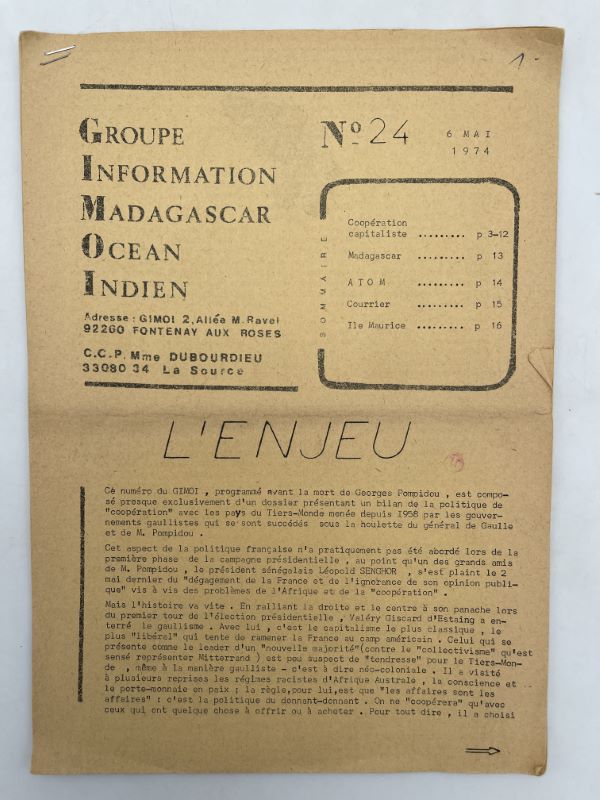 1-
GROUPE
INFORMATION
MADAGASCAR
OCEAN
INDIEN
Adresse : GIMOI 2, Allée M. Ravel
92260 FONTENAY AUX ROSES
C.C.P. Mme DUBOURDIEU
33080 34 La Source
Nº 24
6 MAI
1974
SOMMAIRE
Coopération
capitaliste ......... p 3-12
Madagascar ......... p 13
A T O M ......... p 14
Courrier ......... p 15
Ile Maurice ......... p 16
L'ENJEU
Cé numéro du GIMOI , programmé avant la mort de Georges Pompidou , est compo-
sé presque exclusivement d'un dossier présentant un bilan de la politique de
"coopération" avec les pays du Tiers-Monde menée depuis 1958 par les gouver-
nements gaullistes qui se sont succédés sous la houlette du général de Gaulle
et de M. Pompidou .
Cet aspect de la politique française n'a pratiquement pas été abordé lors de la
première phase de la campagne présidentielle , au point qu'un des grands amis
de M. Pompidou , le président sénégalais Léopold SENGHOR , s'est plaint le 2
mai dernier du "dégagement de la France et de l'ignorance de son opinion publi-
que" vis à vis des problèmes de l'Afrique et de la "coopération" .
Mais l'histoire va vite . En ralliant la droite et le centre à son panache lors
du premier tour de l'élection présidentielle , Valéry Giscard d'Estaing a en-
terré le gaullisme . Avec lui , c'est le capitalisme le plus classique , le
plus "libéral" qui tente de ramener la France au camp américain . Celui qui se
présente comme le leader d'un "nouvelle majorité"(contre le "collectivisme" qu'est
sensé représenter Mitterrand ) est peu suspect de "tendresse" pour le Tiers-Mon-
de , même à la manière gaulliste - c'est à dire néo-coloniale . Il a visité
à plusieurs reprises les régimes racistes d'Afrique Australe , la conscience et
le porte-monnaie en paix ; la règle,pour lui,est que "les affaires sont les
affaires" : c'est la politique du donnant-donnant . On ne "coopérera" qu'avec
ceux qui ont quelque chose à offrir ou à acheter . Pour tout dire , il a choisi